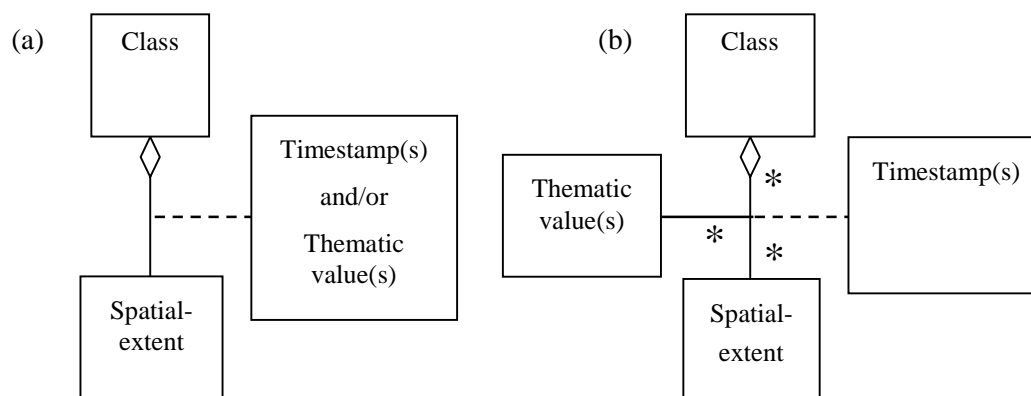 (a)
Class
Timestamp(s)
and/or
Thematic
value(s)
Spatial-
extent
(b)
Class
Thematic
value(s)
Timestamp(s)
*
*
*
Spatial-
extent